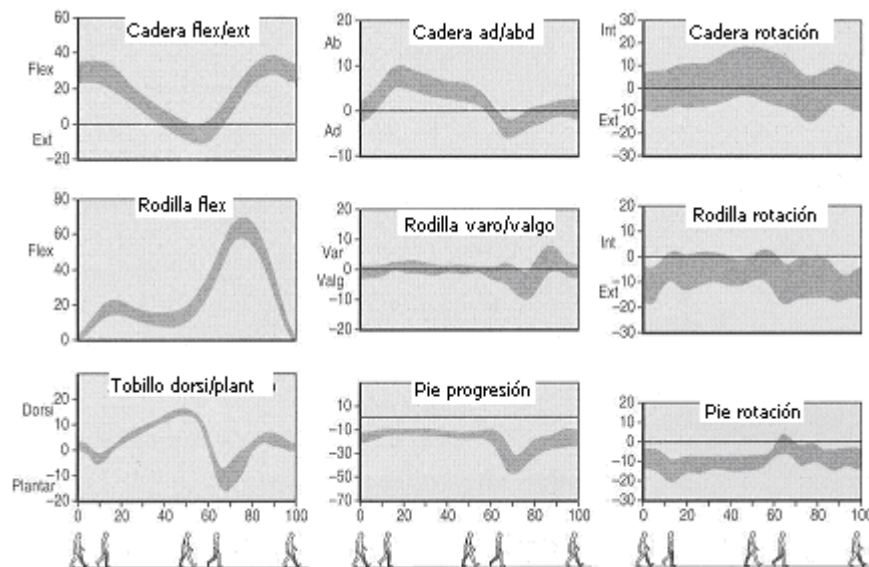 Cadera flex/ext
60
40
20
0
-20
Flex
Ext
Cadera ad/abd
20
10
0
-10
Ab
Ad
Cadera rotación
30
20
10
0
-10
-20
-30
Int
Ext
Rodilla flex
80
60
40
20
0
Flex
Rodilla varo/valgo
20
10
0
-10
-20
Var
Valg
Rodilla rotación
20
10
0
-10
-20
-30
Int
Ext
Tobillo dorsi/plant
20
10
0
-10
-20
Dorsi
Plantar
0 20 40 60 80 100
Pie progresión
10
-10
-30
-50
-70
0 20 40 60 80 100
Pie rotación
20
10
0
-10
-20
-30
0 20 40 60 80 100